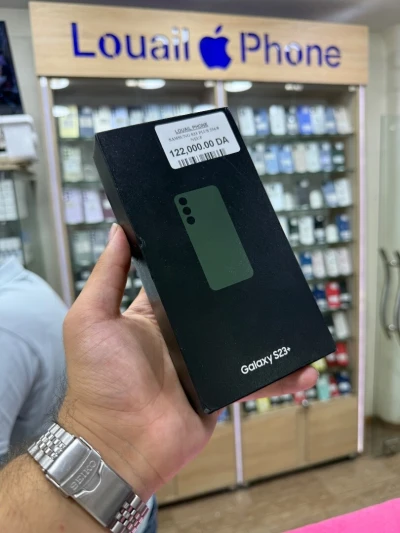 Louail Phone
LOUAIL PHONE
122,000.00 DA
Galaxy S23+
SEIKO